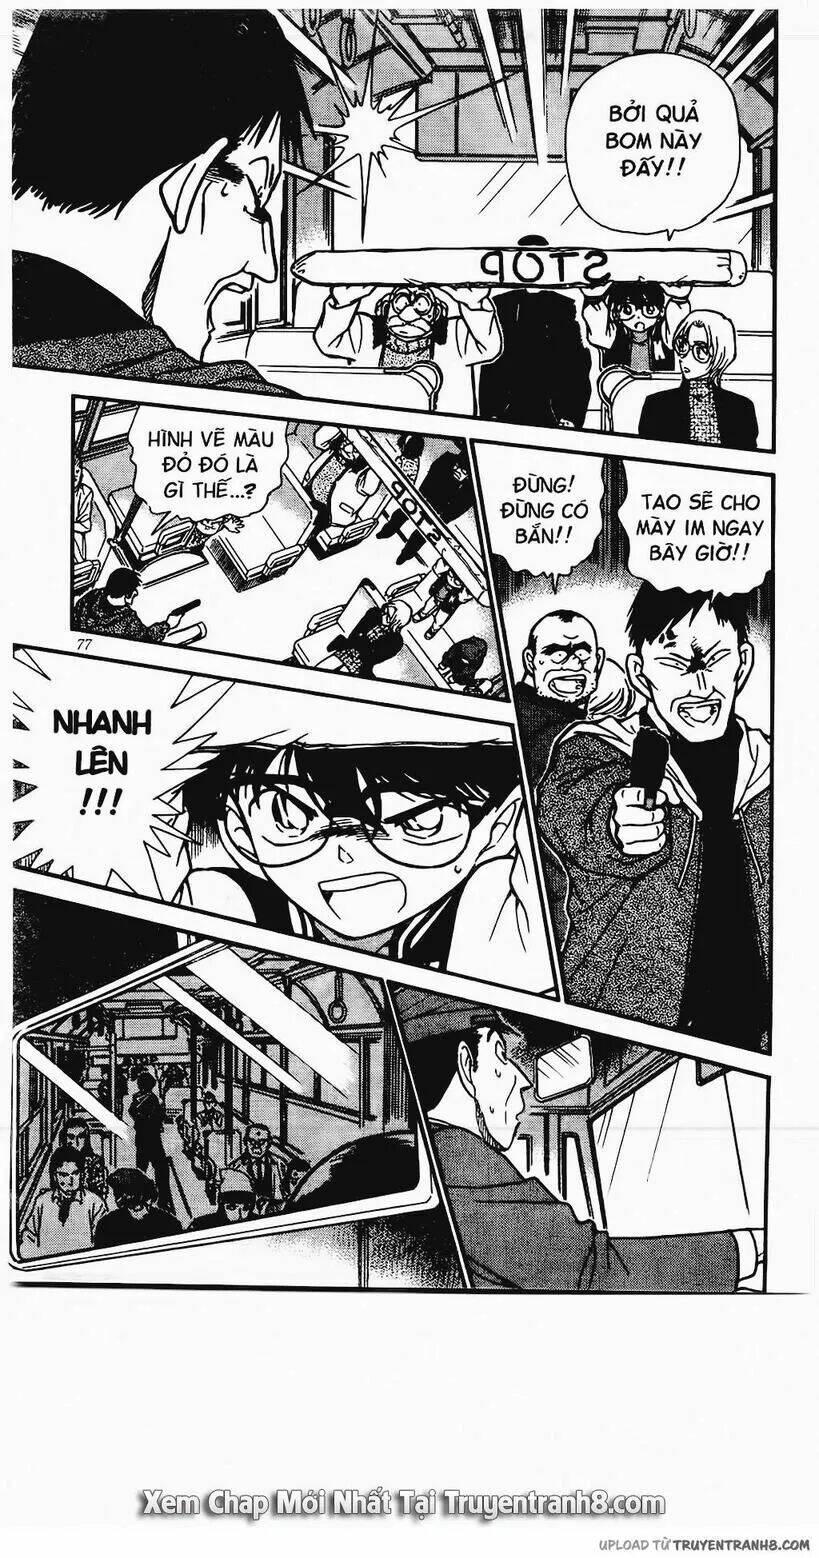 BỞI QUẢ
BOM NÀY
ĐẤY!!
STOP
TAO SẼ CHO
MÀY IM NGAY
BÂY GIỜ!!
ĐỪNG!
ĐỪNG CÓ
BẮN!!
HÌNH VẼ MÀU
ĐỎ ĐÓ LÀ
GÌ THẾ...?
STOP
77
NHANH
LÊN
!!!
STOP
Xem Chap Mới Nhất Tại Truyentranh8.com
UPLOAD TỪ TRUYENTRANH8.COM